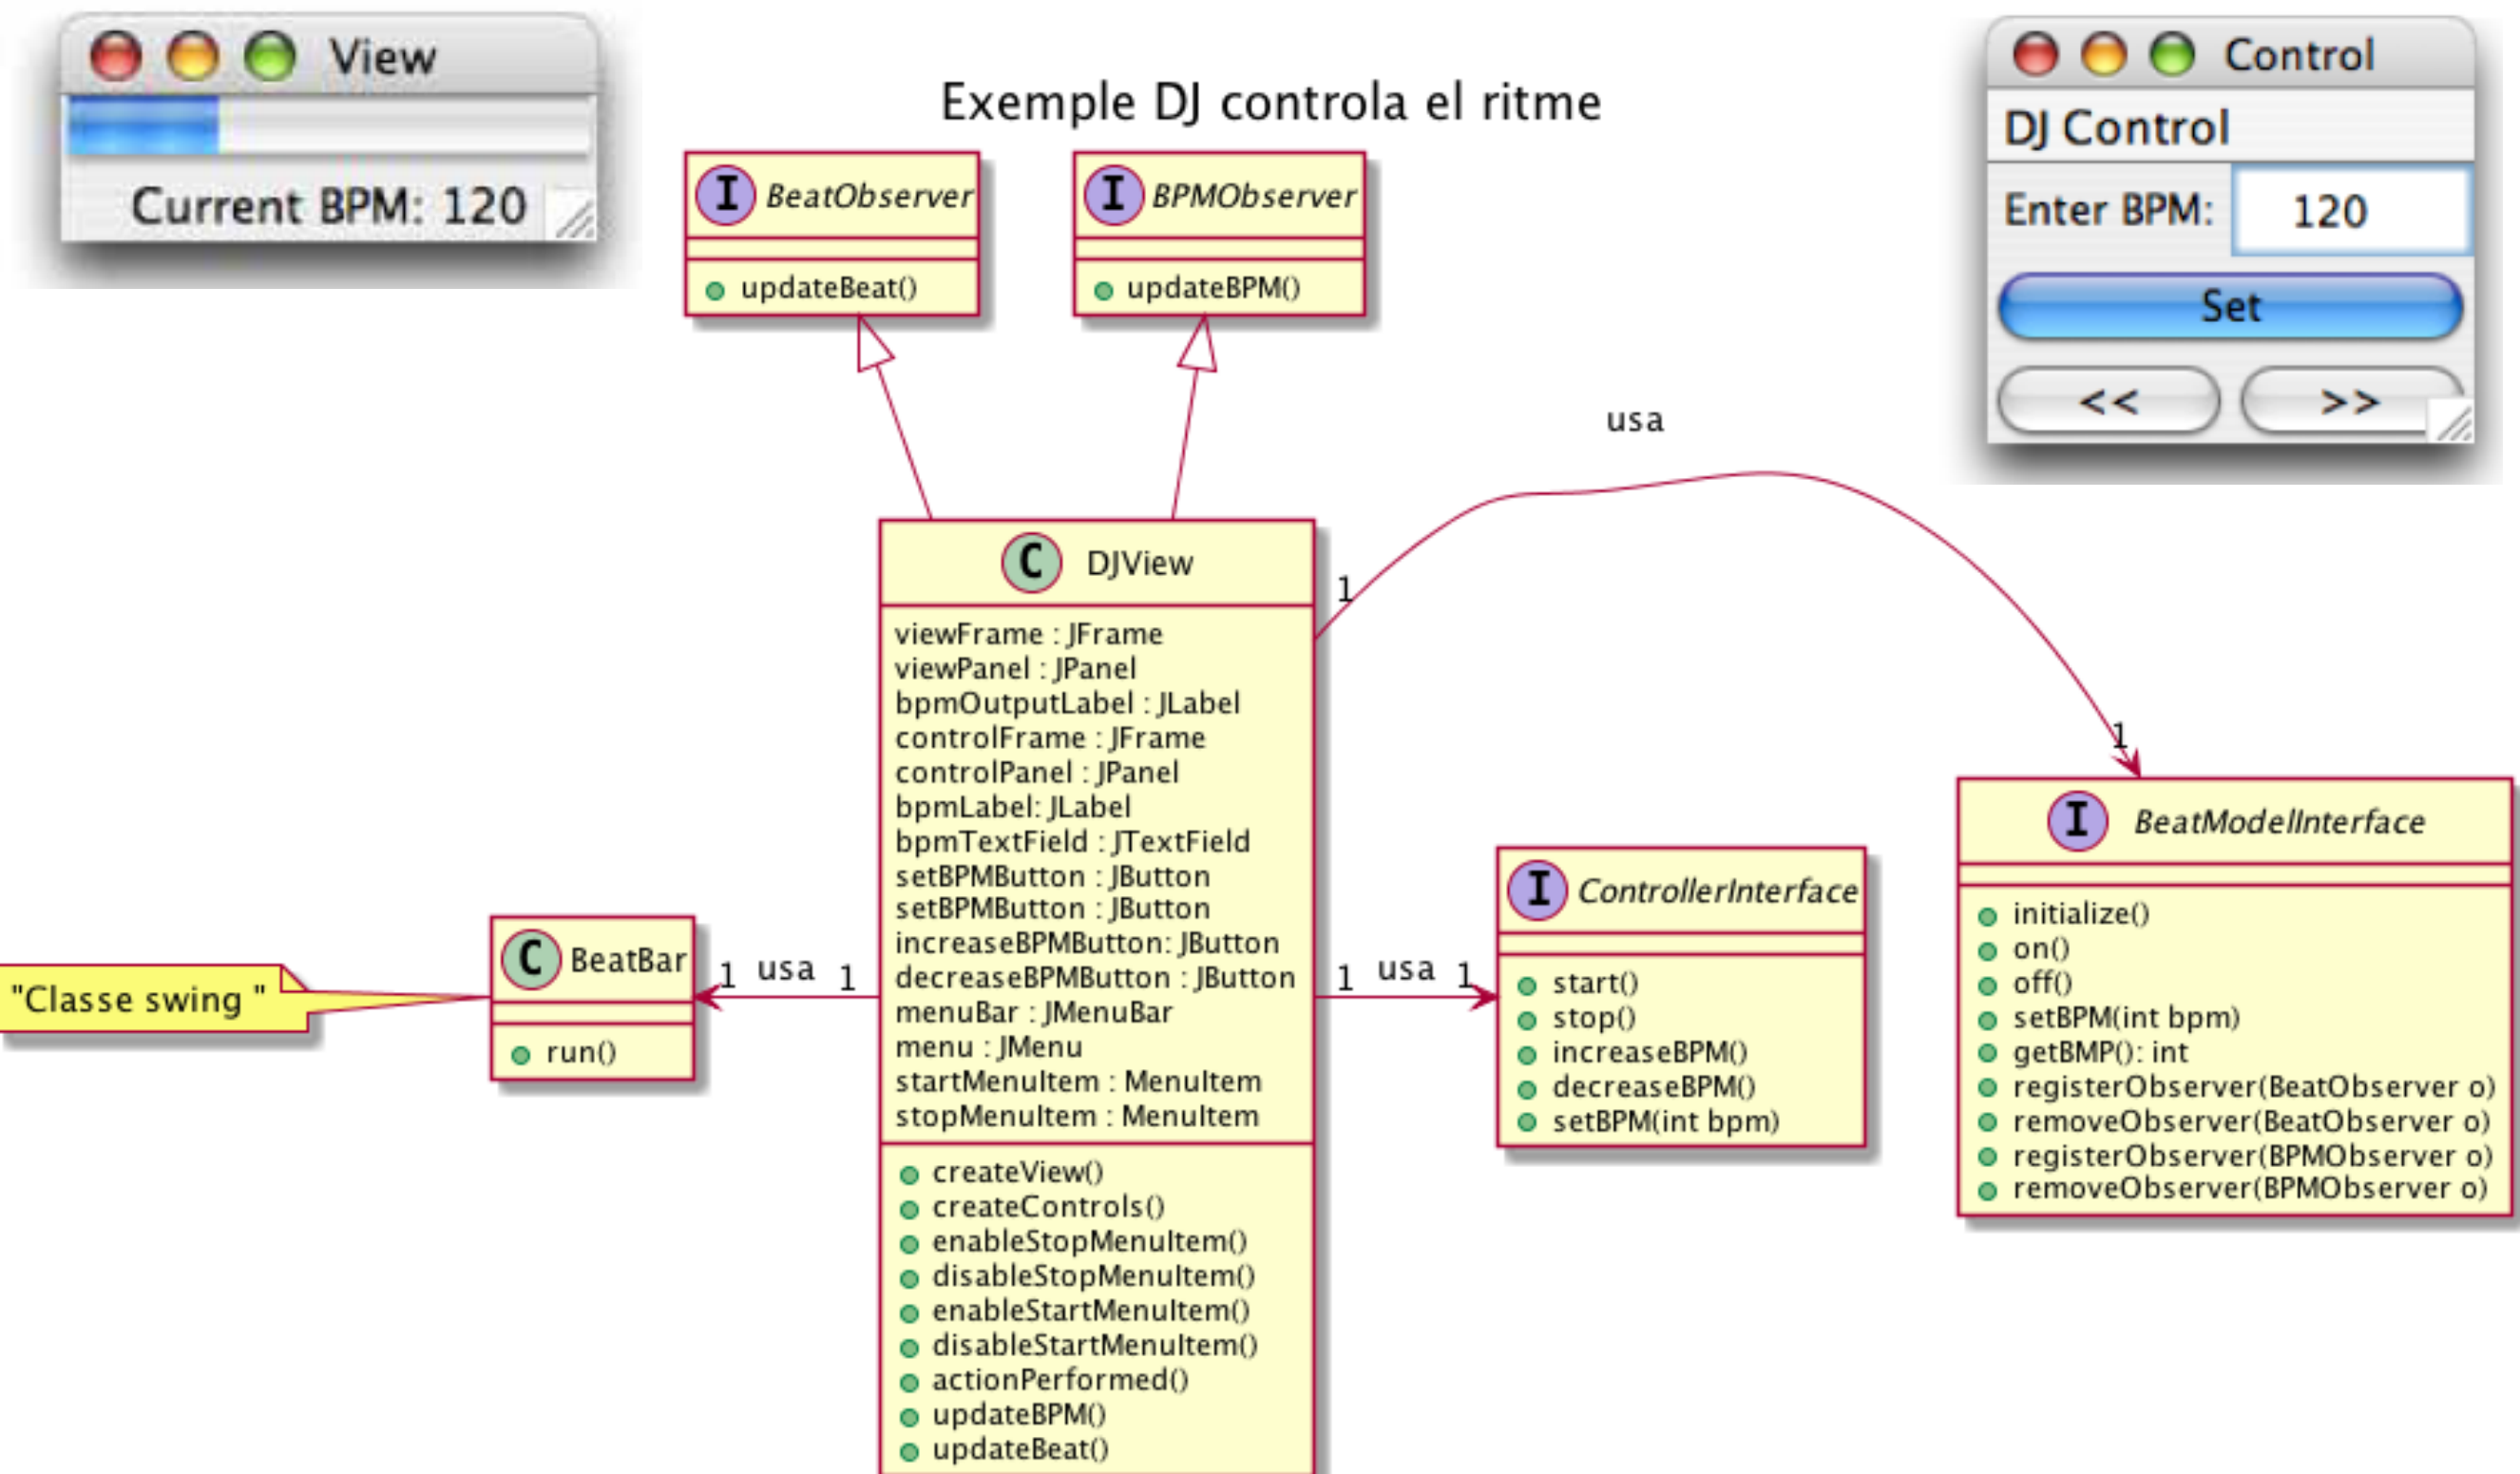 View
Current BPM: 120
Exemple DJ controla el ritme
Control
DJ Control
Enter BPM: 120
Set
<< >>
I BeatObserver
updateBeat()
I BPMObserver
updateBPM()
usa
1
1
C DJView
viewFrame : JFrame
viewPanel : JPanel
bpmOutputLabel : JLabel
controlFrame : JFrame
controlPanel : JPanel
bpmLabel: JLabel
bpmTextField : JTextField
setBPMButton : JButton
setBPMButton : JButton
increaseBPMButton: JButton
decreaseBPMButton : JButton
menuBar : JMenuBar
menu : JMenu
startMenuItem : MenuItem
stopMenuItem : MenuItem
createView()
createControls()
enableStopMenuItem()
disableStopMenuItem()
enableStartMenuItem()
disableStartMenuItem()
actionPerformed()
updateBPM()
updateBeat()
"Classe swing "
C BeatBar
run()
1 usa 1
1 usa 1
I ControllerInterface
start()
stop()
increaseBPM()
decreaseBPM()
setBPM(int bpm)
I BeatModelInterface
initialize()
on()
off()
setBPM(int bpm)
getBMP(): int
registerObserver(BeatObserver o)
removeObserver(BeatObserver o)
registerObserver(BPMObserver o)
removeObserver(BPMObserver o)